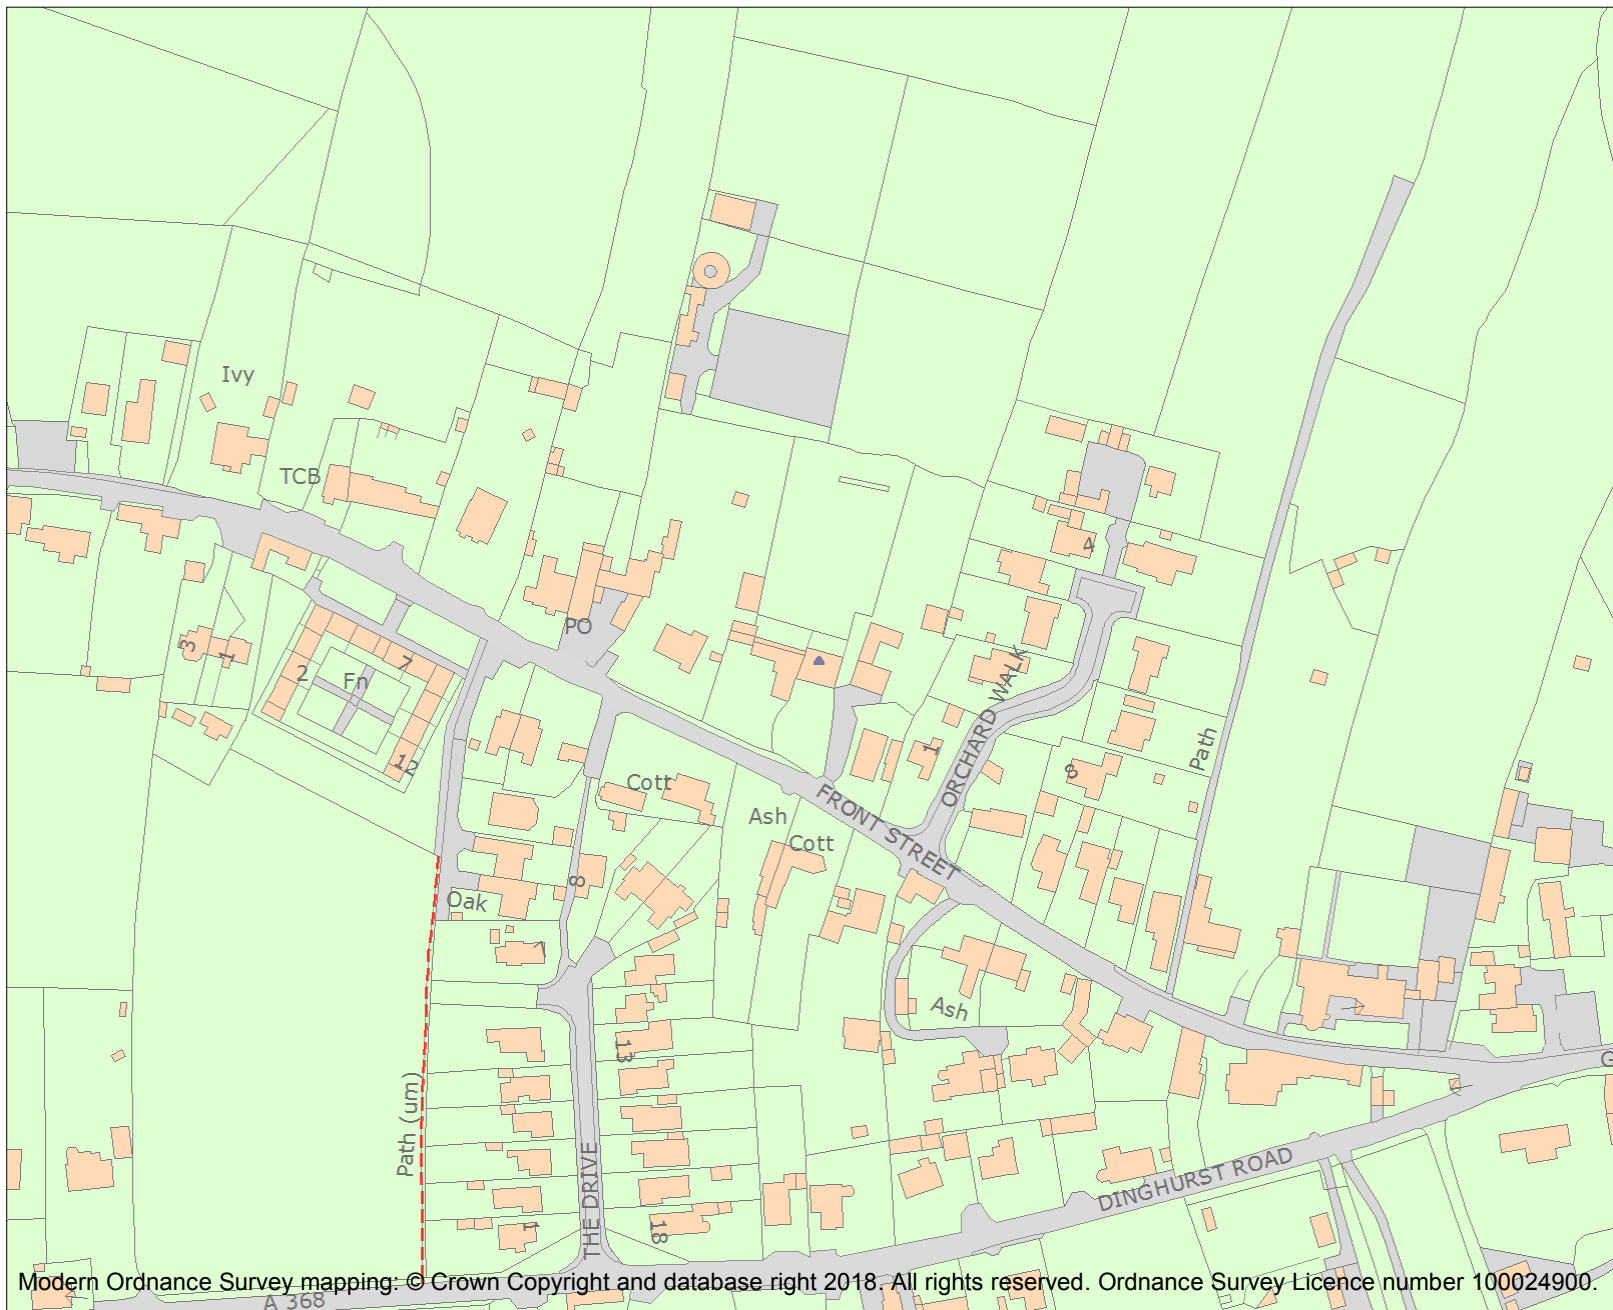 Ivy
TCB
4
PO
3
1
2
7
Fn
12
ORCHARD WALK
1
Path
8
Cott
Ash
Cott
FRONT STREET
8
Oak
7
Ash
13
Path (um)
THE DRIVE
1
18
DINGHURST ROAD
G
A 368
Modern Ordnance Survey mapping: © Crown Copyright and database right 2018. All rights reserved. Ordnance Survey Licence number 100024900.